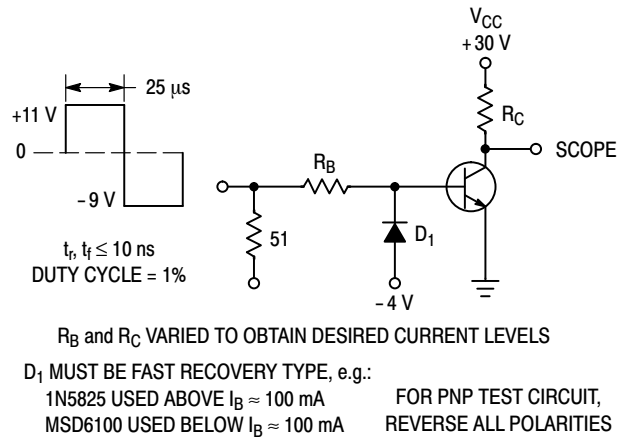 V_CC
+30 V
25 μs
+11 V
R_C
0
SCOPE
R_B
−9 V
51
D_1
t_r, t_f ≤ 10 ns
DUTY CYCLE = 1%
−4 V
R_B and R_C VARIED TO OBTAIN DESIRED CURRENT LEVELS
D_1 MUST BE FAST RECOVERY TYPE, e.g.:
1N5825 USED ABOVE I_B ≈ 100 mA
MSD6100 USED BELOW I_B ≈ 100 mA
FOR PNP TEST CIRCUIT,
REVERSE ALL POLARITIES